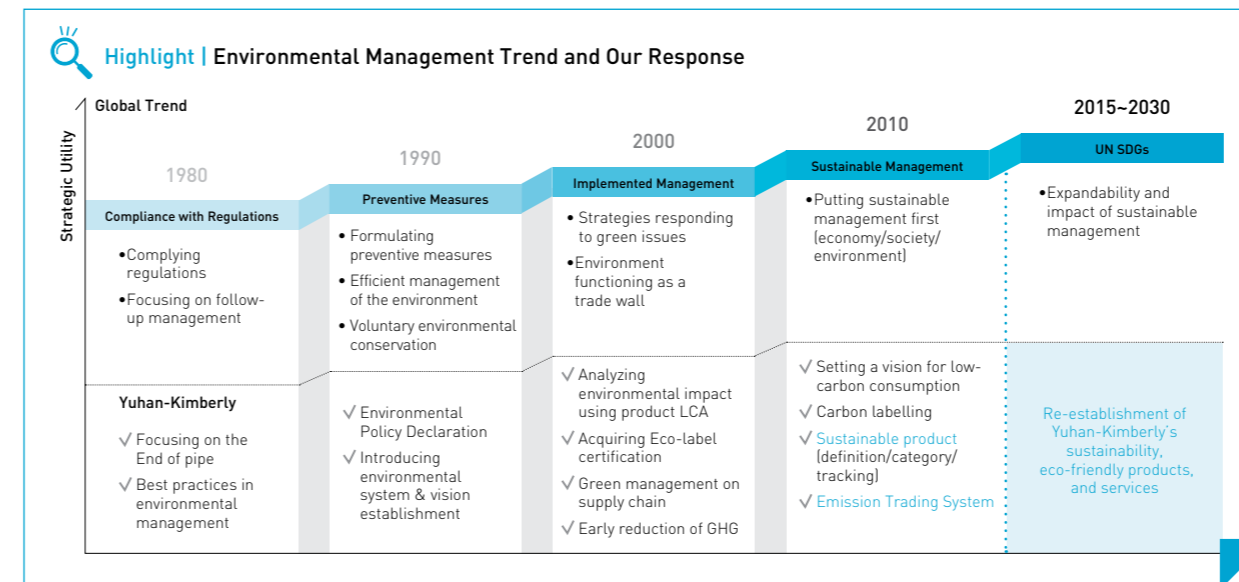 Highlight | Environmental Management Trend and Our Response
Strategic Utility
Global Trend
1980
Compliance with Regulations
•Complying
regulations
•Focusing on follow-
up management
1990
Preventive Measures
• Formulating
preventive measures
• Efficient management
of the environment
• Voluntary environmental
conservation
2000
Implemented Management
• Strategies responding
to green issues
•Environment
functioning as a
trade wall
2010
Sustainable Management
•Putting sustainable
management first
(economy/society/
environment)
2015~2030
UN SDGs
•Expandability and
impact of sustainable
management
Yuhan-Kimberly
✓ Focusing on the
End of pipe
✓ Best practices in
environmental
management
✓ Environmental
Policy Declaration
✓ Introducing
environmental
system & vision
establishment
✓ Analyzing
environmental impact
using product LCA
✓ Acquiring Eco-label
certification
✓ Green management on
supply chain
✓ Early reduction of GHG
✓ Setting a vision for low-
carbon consumption
✓ Carbon labelling
✓ Sustainable product
(definition/category/
tracking)
✓ Emission Trading System
Re-establishment of
Yuhan-Kimberly's
sustainability,
eco-friendly products,
and services